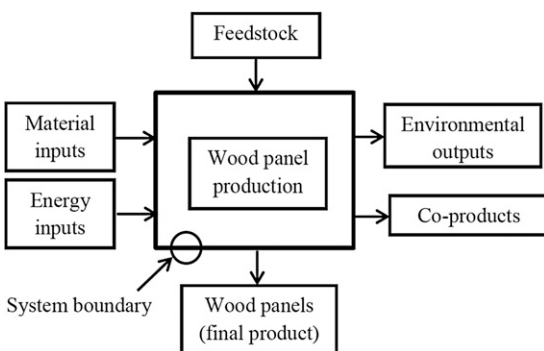 Feedstock
Material
inputs
Environmental
outputs
Wood panel
production
Energy
inputs
Co-products
System boundary
Wood panels
(final product)